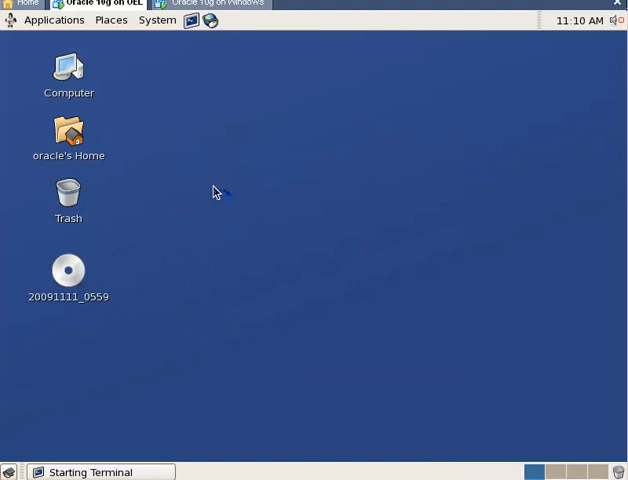 Home
Oracle 10g on OEL
Oracle 10g on Windows
Applications Places System
11:10 AM
Computer
oracle's Home
Trash
20091111_0559
Starting Terminal